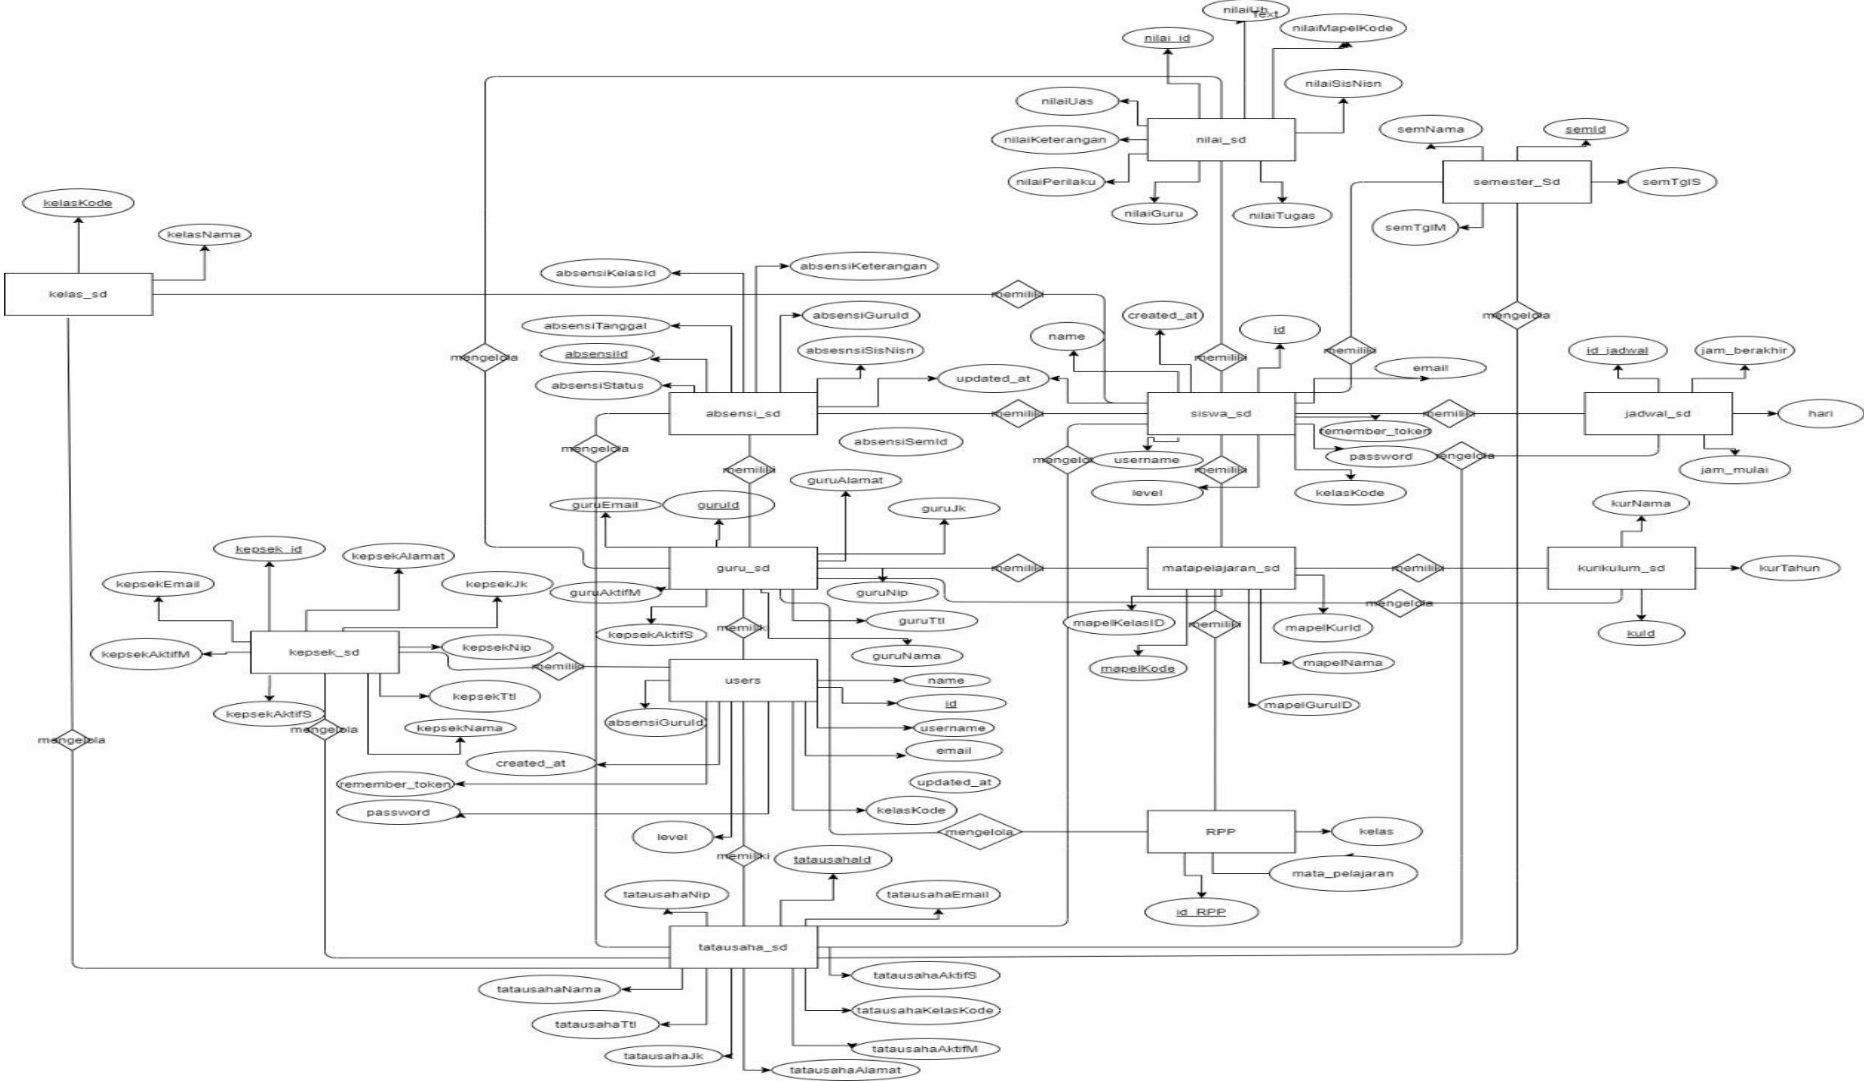 nilaiUh
Text
nilai_id
nilaiMapelKode
nilaiSisNisn
nilaiUas
nilaiKeterangan
nilai_sd
nilaiPerilaku
nilaiGuru
nilaiTugas
semNama
semId
semester_Sd
semTglS
semTglM
kelasKode
kelasNama
kelas_sd
absensiKelasId
absensiKeterangan
memiliki
mengelola
absensiTanggal
absensiGuruId
absensiId
absesnsiSisNisn
absensiStatus
updated_at
mengelola
name
created_at
id
memiliki
memiliki
email
id_jadwal
jam_berakhir
absensi_sd
memiliki
siswa_sd
memiliki
jadwal_sd
hari
mengelola
absensiSemId
remember_token
mengelola
username
memiliki
password
mengelola
jam_mulai
memiliki
level
kelasKode
guruEmail
guruId
guruAlamat
guruJk
kurNama
kepsek_id
kepsekAlamat
kepsekEmail
kepsekJk
guru_sd
memiliki
matapelajaran_sd
memiliki
kurikulum_sd
kurTahun
guruAktifM
guruNip
mengelola
kepsekAktifS
memiliki
guruTtl
mapelKelasID
memiliki
mapelKurId
kuId
kepsekAktifM
kepsek_sd
kepsekNip
memiliki
guruNama
mapelKode
mapelNama
users
name
kepsekTtl
id
mapelGuruID
kepsekAktifS
mengelola
kepsekNama
absensiGuruId
username
mengelola
email
created_at
remember_token
updated_at
password
kelasKode
level
mengelola
RPP
kelas
memiliki
tatausahaId
mata_pelajaran
tatausahaNip
tatausahaEmail
id_RPP
tatausaha_sd
tatausahaAktifS
tatausahaNama
tatausahaKelasKode
tatausahaTtl
tatausahaAktifM
tatausahaJk
tatausahaAlamat